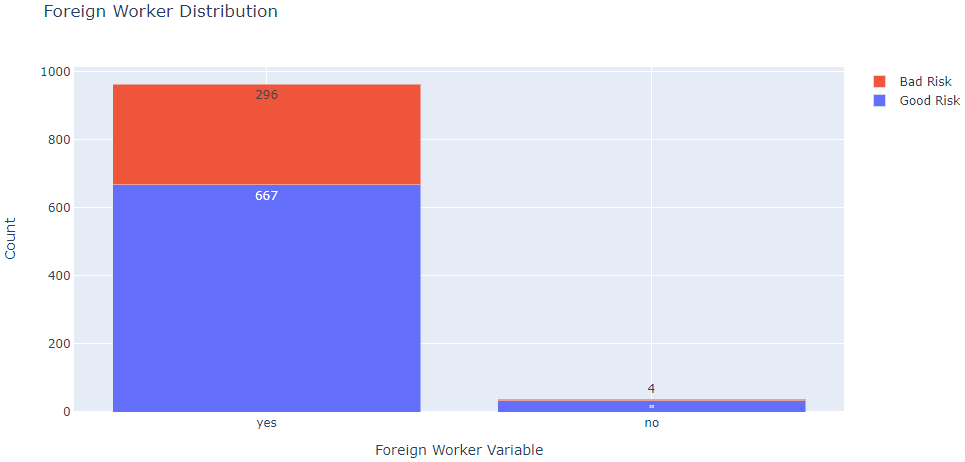 Foreign Worker Distribution
Bad Risk
Good Risk
1000
800
600
400
200
0
Count
296
667
4
yes
no
Foreign Worker Variable